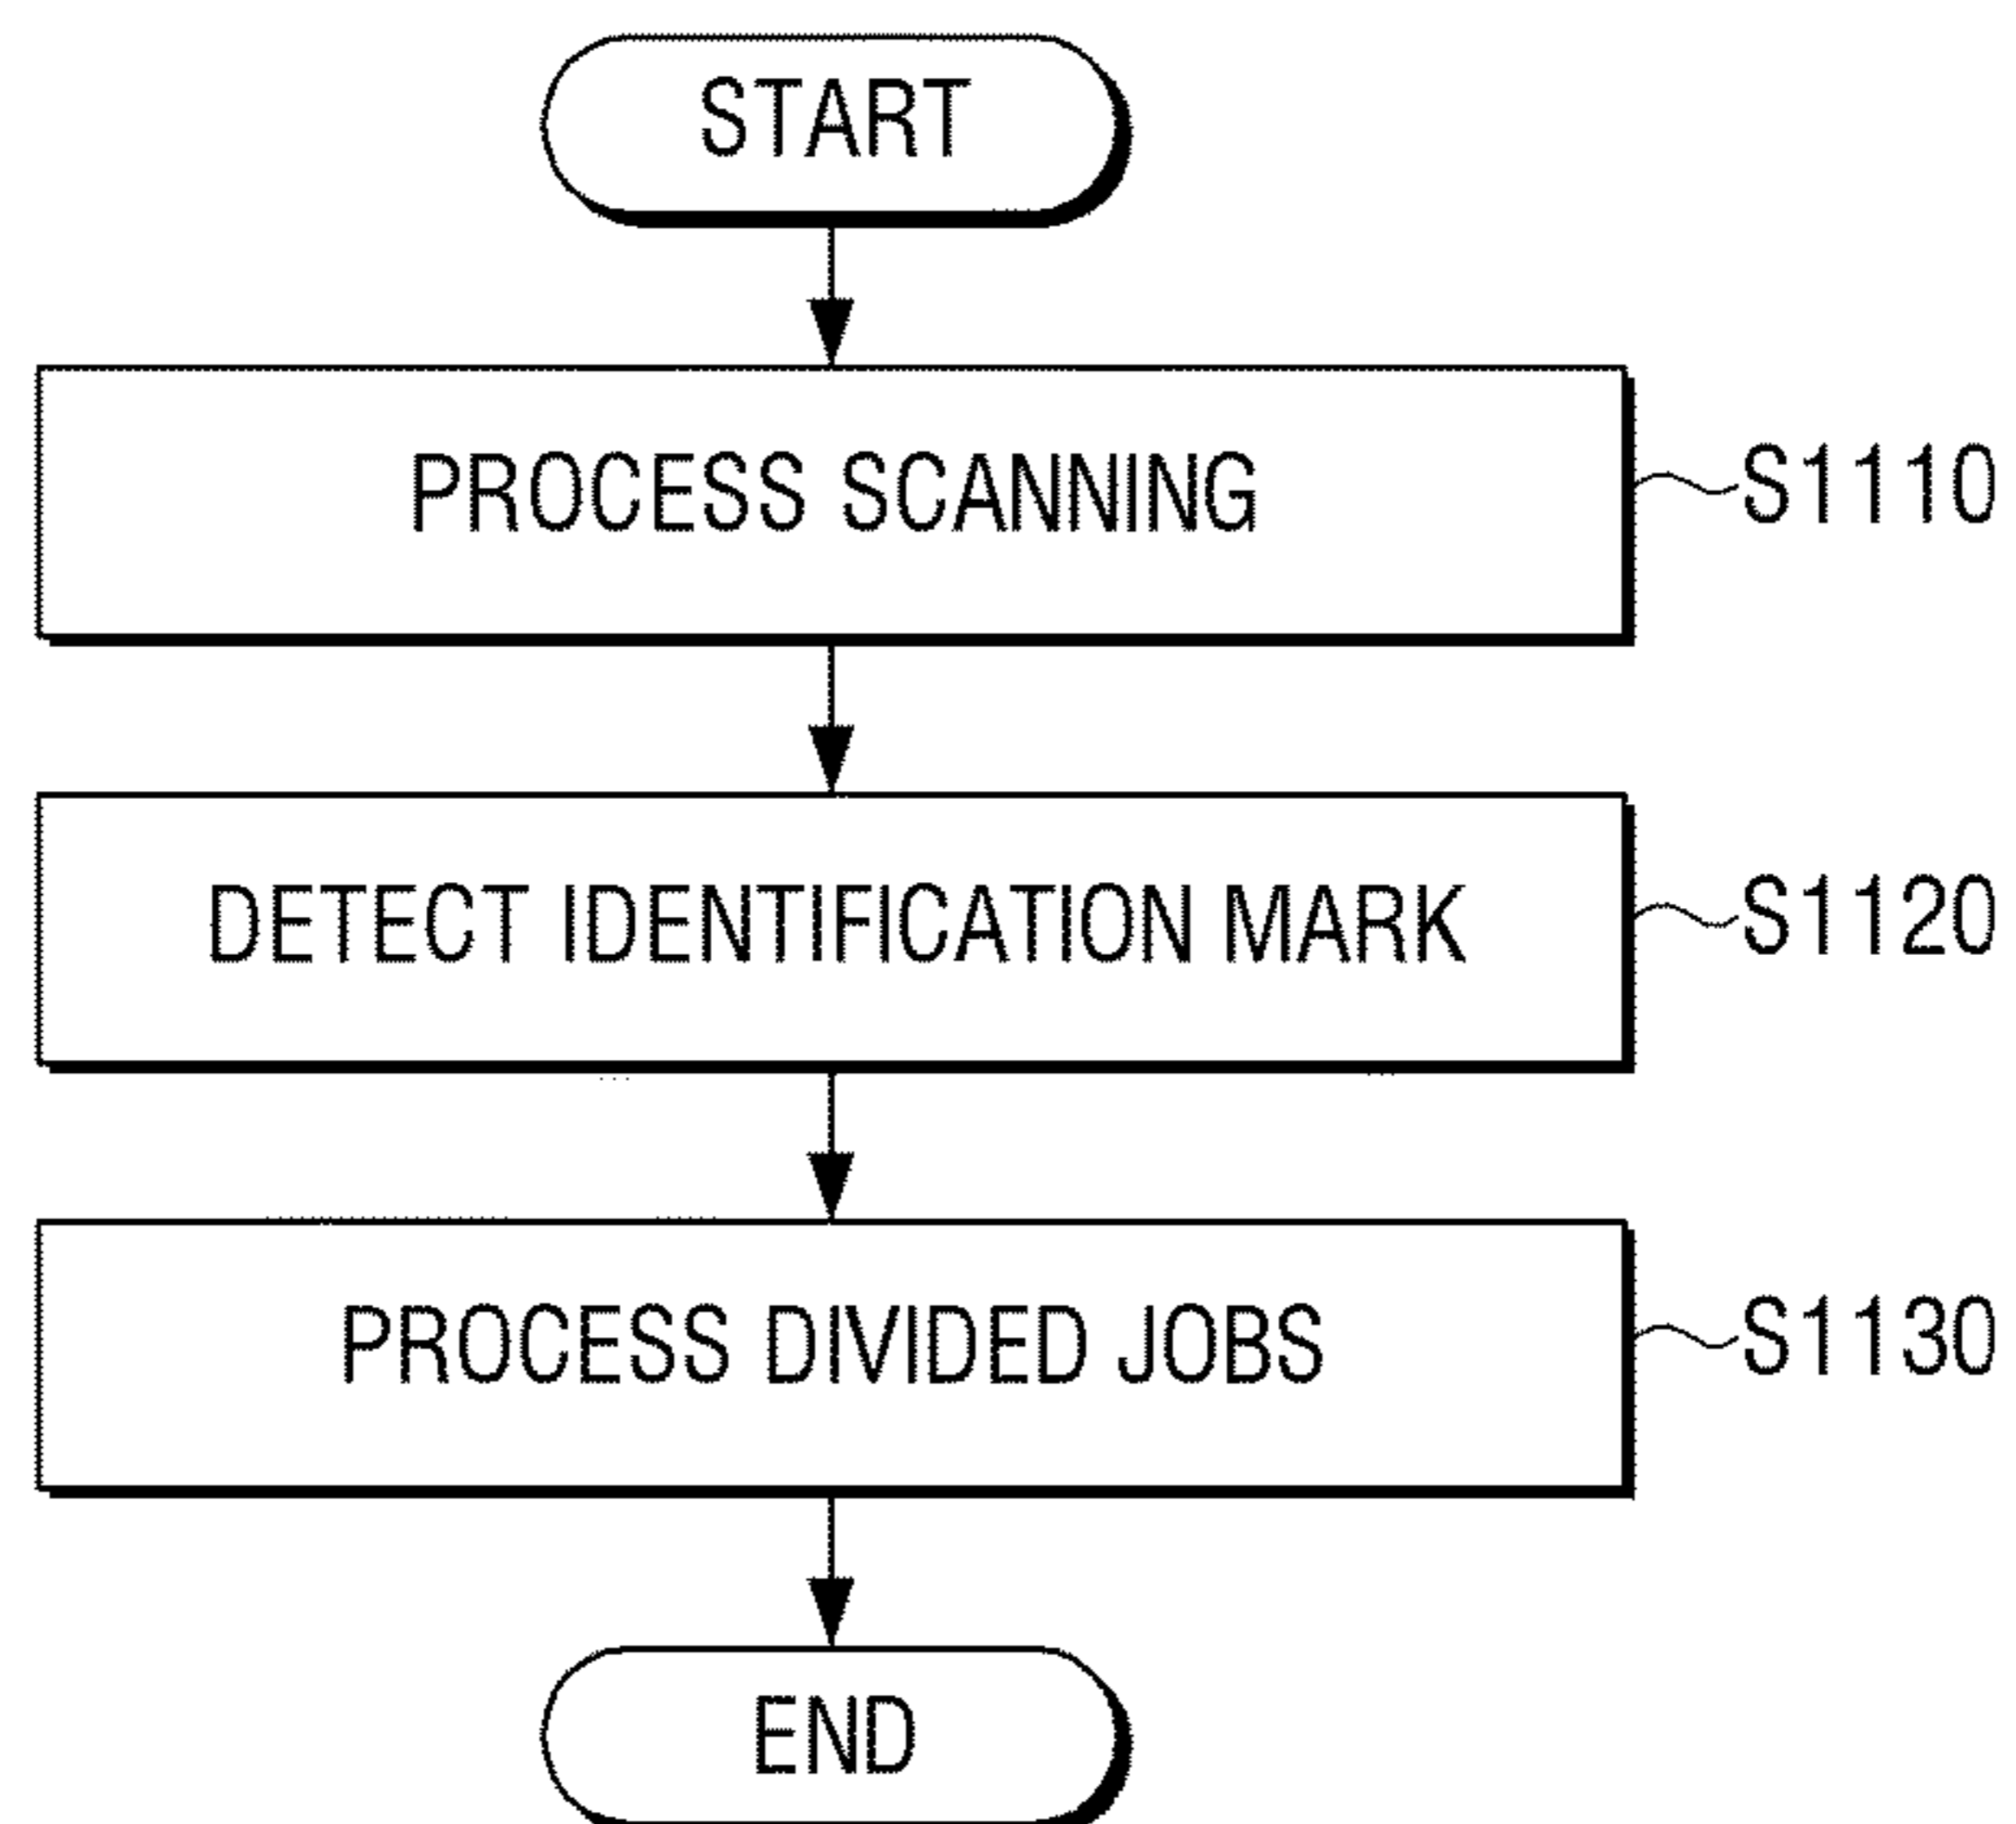 START
PROCESS SCANNING
S1110
DETECT IDENTIFICATION MARK
S1120
PROCESS DIVIDED JOBS
S1130
END